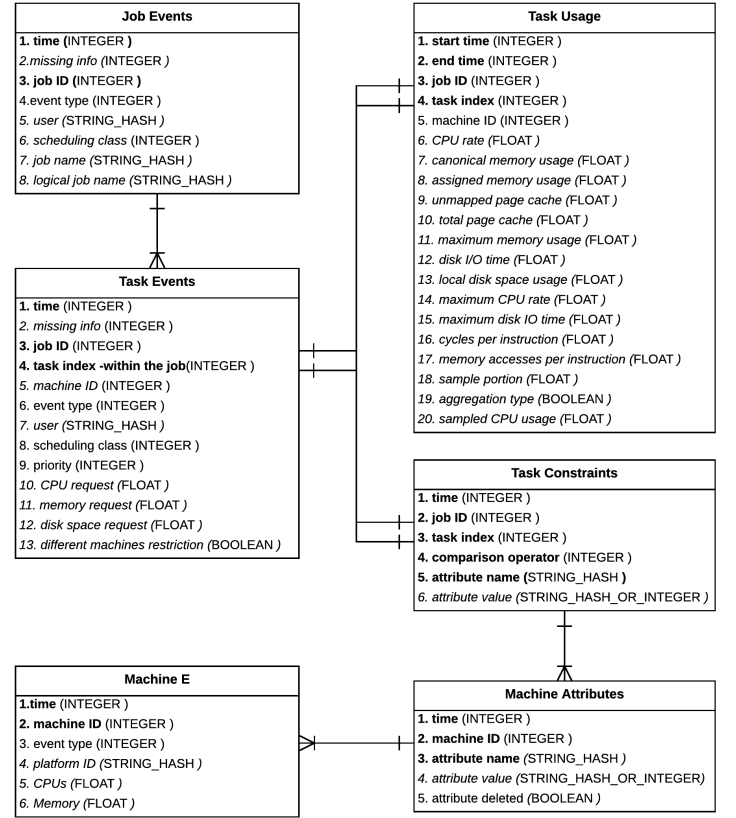 Job Events
1. time (INTEGER )
2.missing info (INTEGER )
3. job ID (INTEGER )
4.event type (INTEGER )
5. user (STRING_HASH )
6. scheduling class (INTEGER )
7. job name (STRING_HASH )
8. logical job name (STRING_HASH )
Task Events
1. time (INTEGER )
2. missing info (INTEGER )
3. job ID (INTEGER )
4. task index -within the job(INTEGER )
5. machine ID (INTEGER )
6. event type (INTEGER )
7. user (STRING_HASH )
8. scheduling class (INTEGER )
9. priority (INTEGER )
10. CPU request (FLOAT )
11. memory request (FLOAT )
12. disk space request (FLOAT )
13. different machines restriction (BOOLEAN )
Machine E
1.time (INTEGER )
2. machine ID (INTEGER )
3. event type (INTEGER )
4. platform ID (STRING_HASH )
5. CPUs (FLOAT )
6. Memory (FLOAT )
Task Usage
1. start time (INTEGER )
2. end time (INTEGER )
3. job ID (INTEGER )
4. task index (INTEGER )
5. machine ID (INTEGER )
6. CPU rate (FLOAT )
7. canonical memory usage (FLOAT )
8. assigned memory usage (FLOAT )
9. unmapped page cache (FLOAT )
10. total page cache (FLOAT )
11. maximum memory usage (FLOAT )
12. disk I/O time (FLOAT )
13. local disk space usage (FLOAT )
14. maximum CPU rate (FLOAT )
15. maximum disk IO time (FLOAT )
16. cycles per instruction (FLOAT )
17. memory accesses per instruction (FLOAT )
18. sample portion (FLOAT )
19. aggregation type (BOOLEAN )
20. sampled CPU usage (FLOAT )
Task Constraints
1. time (INTEGER )
2. job ID (INTEGER )
3. task index (INTEGER )
4. comparison operator (INTEGER )
5. attribute name (STRING_HASH )
6. attribute value (STRING_HASH_OR_INTEGER )
Machine Attributes
1. time (INTEGER )
2. machine ID (INTEGER )
3. attribute name (STRING_HASH )
4. attribute value (STRING_HASH_OR_INTEGER)
5. attribute deleted (BOOLEAN )